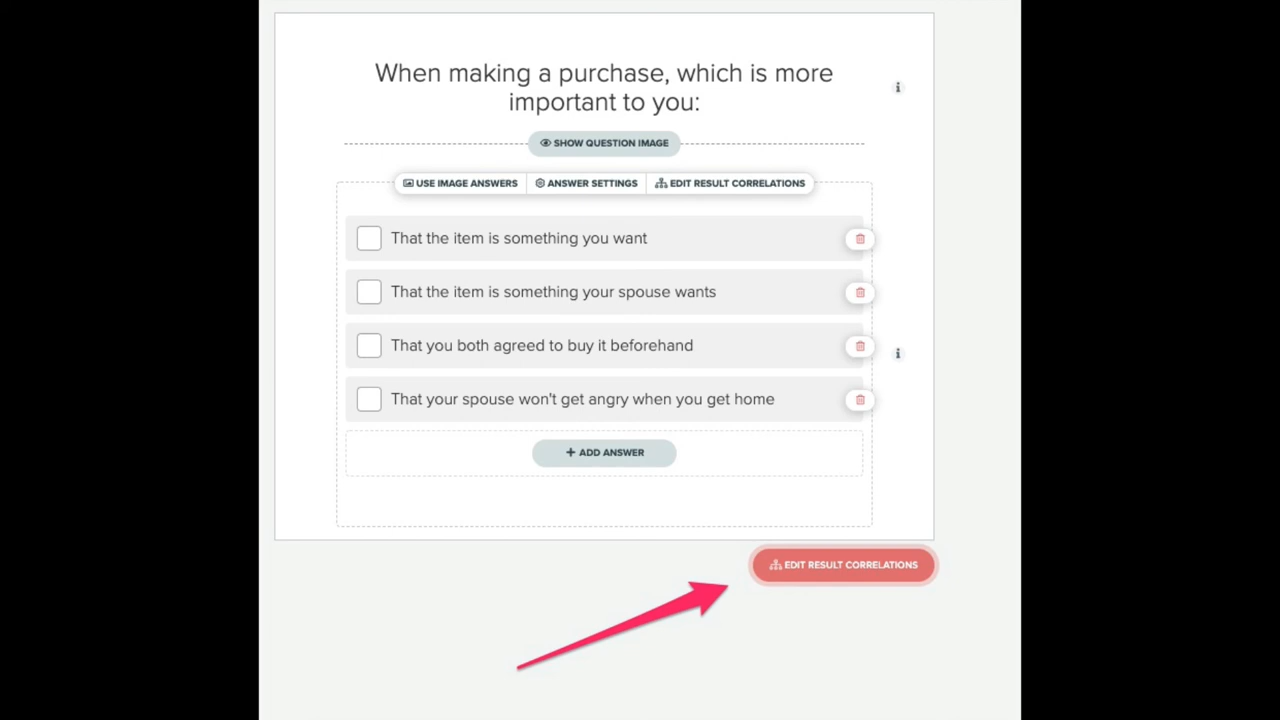 When making a purchase, which is more
important to you:
SHOW QUESTION IMAGE
USE IMAGE ANSWERS ANSWER SETTINGS EDIT RESULT CORRELATIONS
That the item is something you want
That the item is something your spouse wants
That you both agreed to buy it beforehand
That your spouse won't get angry when you get home
+ ADD ANSWER
EDIT RESULT CORRELATIONS